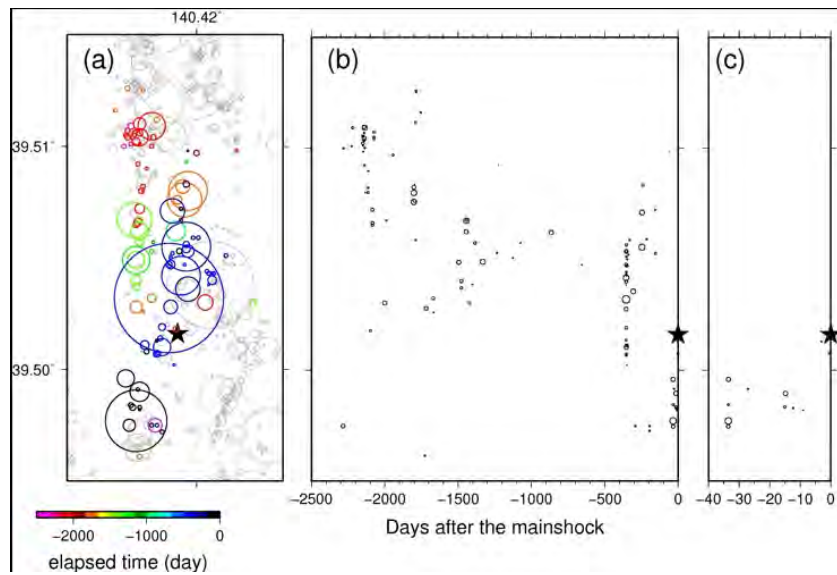 140.42°
(a)
(b)
(c)
39.51°
39.50°
−2500 −2000 −1500 −1000 −500 0
−40 −30 −20 −10 0
Days after the mainshock
−2000 −1000 0
elapsed time (day)